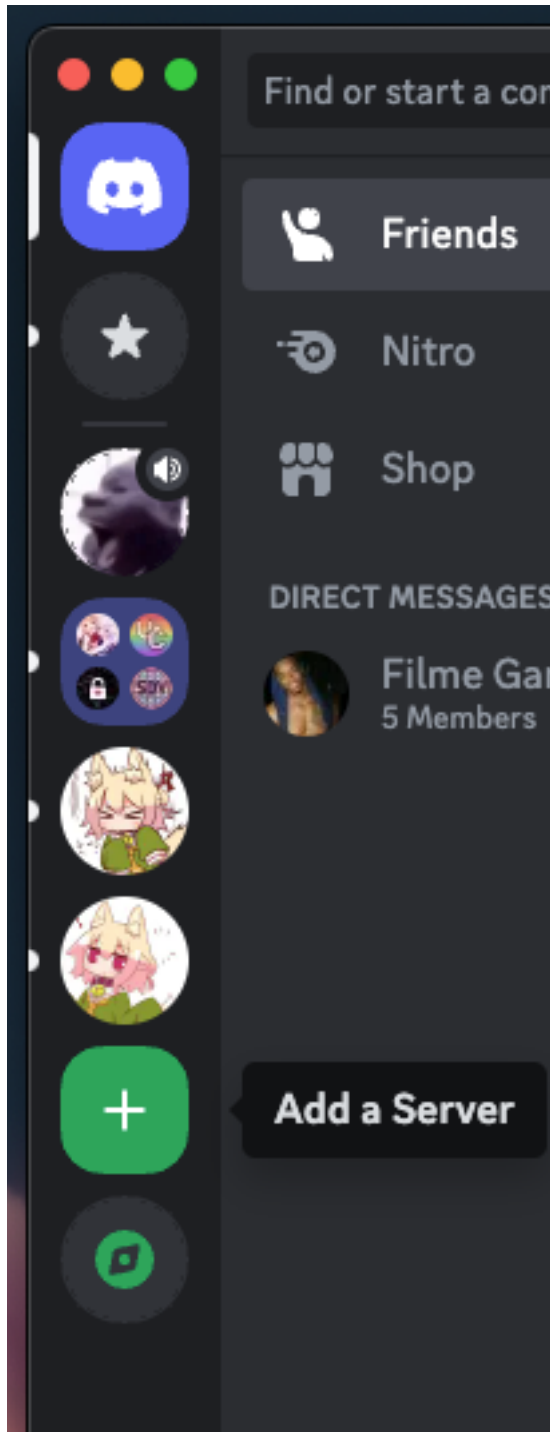 Find or start a con
Friends
Nitro
Shop
DIRECT MESSAGES
Filme Gar
5 Members
Add a Server